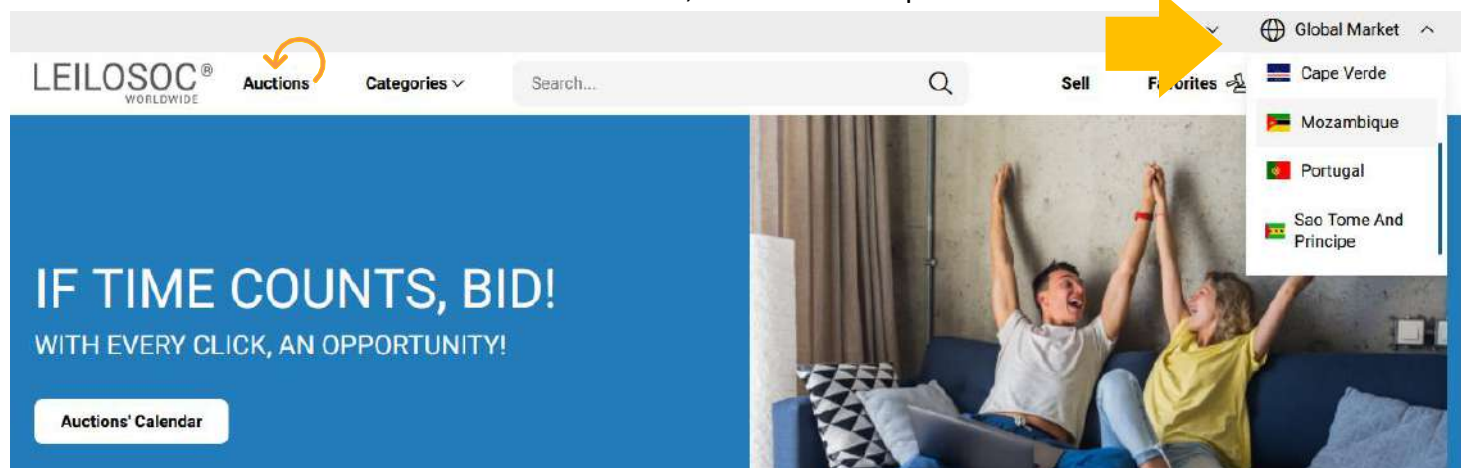 Global Market
LEILOSOC®
WORLDWIDE
Auctions
Categories
Search...
Sell
Favorites
Cape Verde
Mozambique
Portugal
Sao Tome And
Principe
IF TIME COUNTS, BID!
WITH EVERY CLICK, AN OPPORTUNITY!
Auctions' Calendar